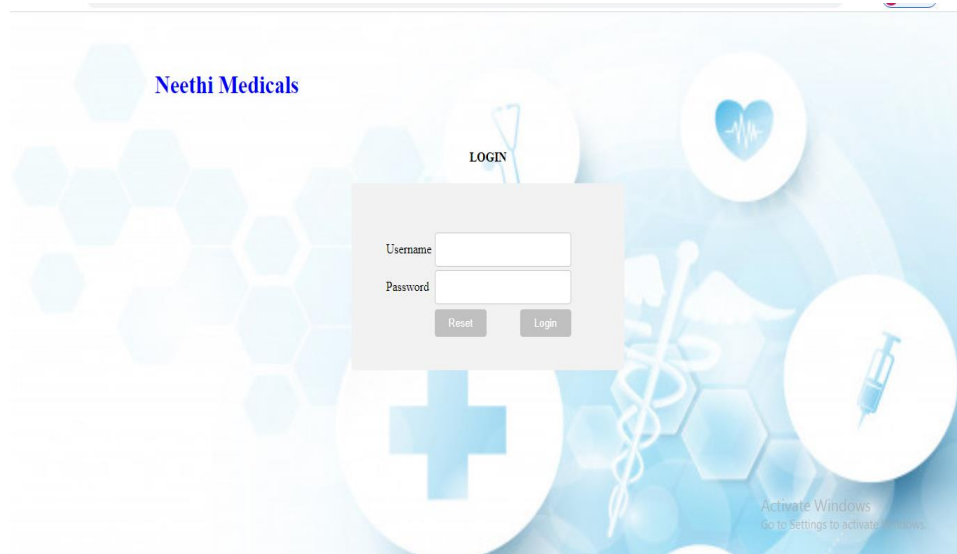 Neethi Medicals
LOGIN
Username
Password
Reset Login
Activate Windows
Go to Settings to activate Windows.